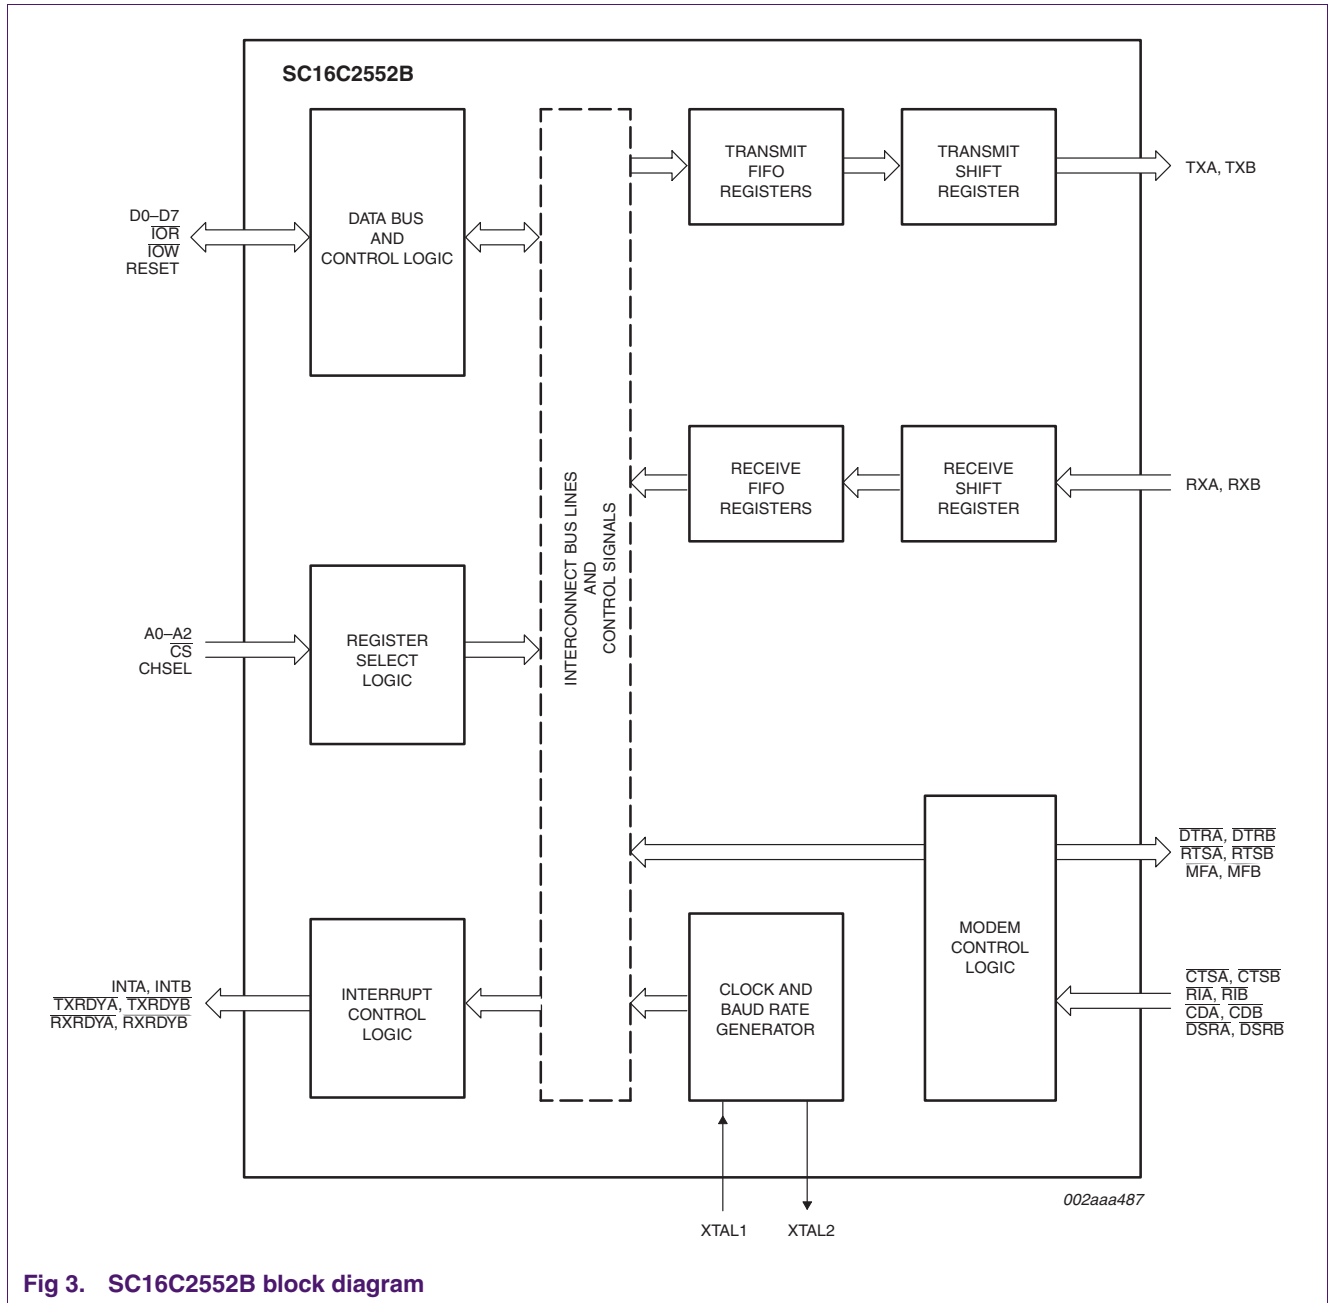 SC16C2552B
D0–D7
IOR
IOW
RESET
DATA BUS
AND
CONTROL LOGIC
TRANSMIT
FIFO
REGISTERS
TRANSMIT
SHIFT
REGISTER
TXA, TXB
INTERCONNECT BUS LINES
AND
CONTROL SIGNALS
RECEIVE
FIFO
REGISTERS
RECEIVE
SHIFT
REGISTER
RXA, RXB
A0–A2
CS
CHSEL
REGISTER
SELECT
LOGIC
DTRA, DTRB
RTSA, RTSB
MFA, MFB
MODEM
CONTROL
LOGIC
INTA, INTB
TXRDYA, TXRDYB
RXRDYA, RXRDYB
INTERRUPT
CONTROL
LOGIC
CLOCK AND
BAUD RATE
GENERATOR
CTSA, CTSB
RIA, RIB
CDA, CDB
DSRA, DSRB
XTAL1
XTAL2
002aaa487
Fig 3. SC16C2552B block diagram